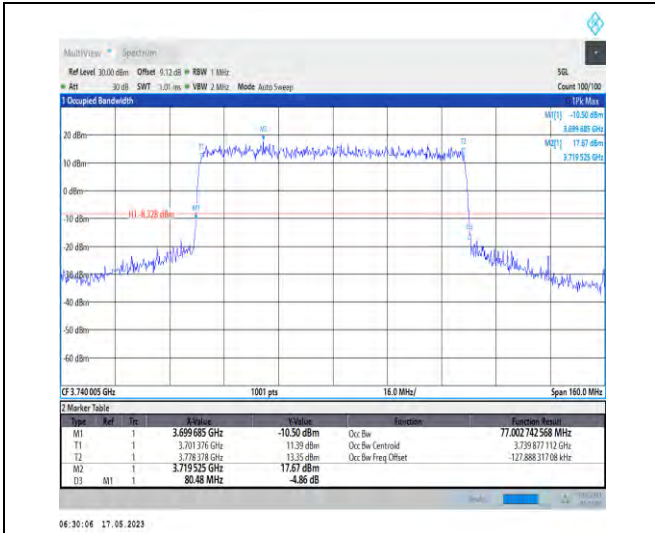 MultiView Spectrum
Ref Level 30.00 dBm Offset 9.12 dB RBW 1 MHz SGL
Att 30 dB SWT 1.01 ms VBW 2 MHz Mode Auto Sweep Count 100/100
1 Occupied Bandwidth 1Pk Max
M1[1] -10.50 dBm
3.699 685 GHz
M2[1] 17.67 dBm
3.719 525 GHz
20 dBm
M2
T1
T2
10 dBm
0 dBm
M1
H1 -8.328 dBm
-10 dBm
-20 dBm
-30 dBm
-40 dBm
-50 dBm
-60 dBm
CF 3.740 005 GHz 1001 pts 16.0 MHz/ Span 160.0 MHz
2 Marker Table
Type Ref Trc X-Value Y-Value Function Function Result
M1 1 3.699 685 GHz -10.50 dBm Occ Bw 77.002 742 568 MHz
T1 1 3.701 376 GHz 11.39 dBm Occ Bw Centroid 3.739 877 112 GHz
T2 1 3.778 378 GHz 13.35 dBm Occ Bw Freq Offset -127.888 317 08 kHz
M2 1 3.719 525 GHz 17.67 dBm
D3 M1 1 80.48 MHz -4.86 dB
06:30:06 17.05.2023